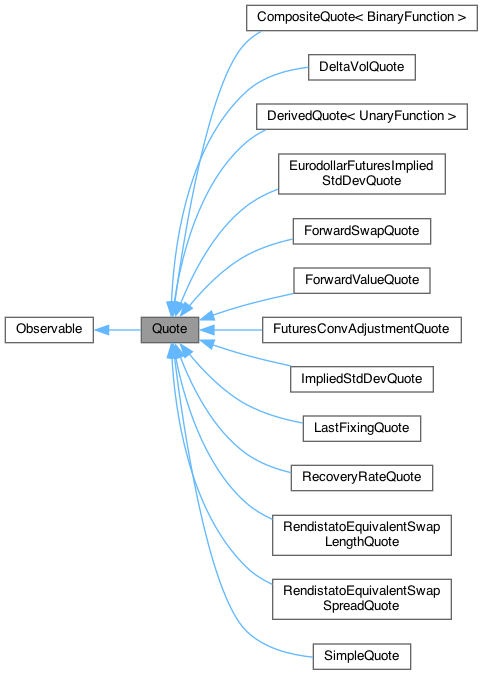 CompositeQuote< BinaryFunction >
DeltaVolQuote
DerivedQuote< UnaryFunction >
EurodollarFuturesImplied
StdDevQuote
ForwardSwapQuote
ForwardValueQuote
Observable
Quote
FuturesConvAdjustmentQuote
ImpliedStdDevQuote
LastFixingQuote
RecoveryRateQuote
RendistatoEquivalentSwap
LengthQuote
RendistatoEquivalentSwap
SpreadQuote
SimpleQuote